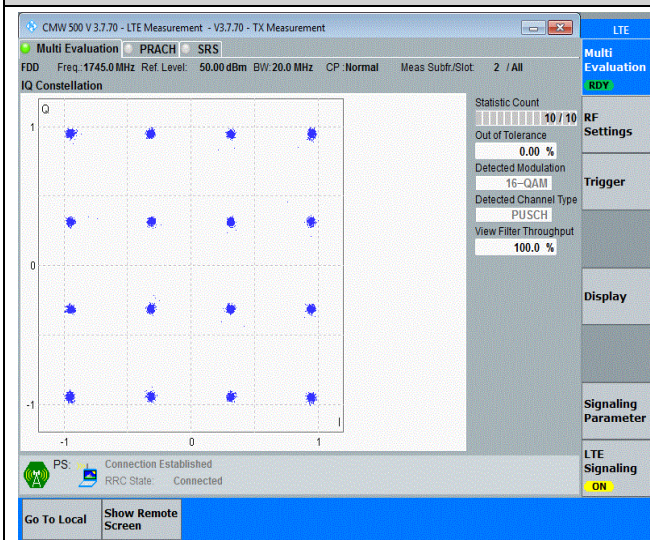 CMW 500 V 3.7.70 - LTE Measurement - V3.7.70 - TX Measurement
LTE
Multi Evaluation PRACH SRS
FDD Freq.:1745.0 MHz Ref. Level: 50.00 dBm BW:20.0 MHz CP :Normal Meas Subfr./Slot: 2 / All
IQ Constellation
Q
1
0
-1
-1 0 1
I
Statistic Count
10 / 10
Out of Tolerance
0.00 %
Detected Modulation
16-QAM
Detected Channel Type
PUSCH
View Filter Throughput
100.0 %
Multi
Evaluation
RDY
RF
Settings
Trigger
Display
Signaling
Parameter
LTE
Signaling
ON
PS: Connection Established
RRC State: Connected
Go To Local
Show Remote
Screen